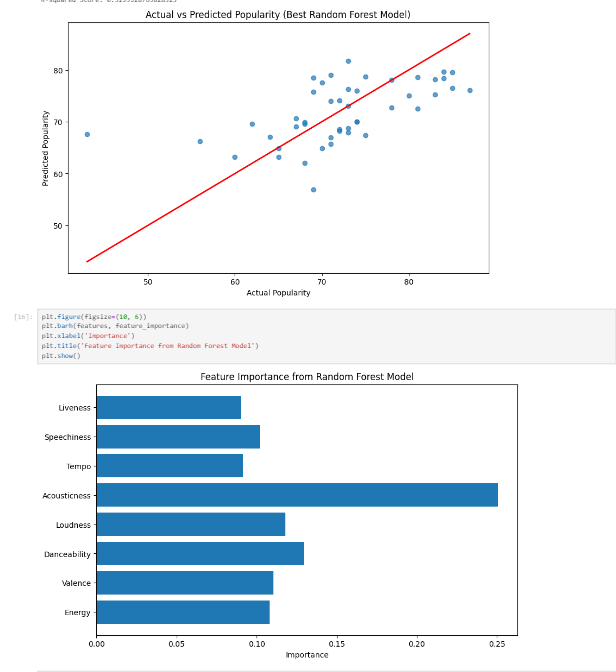 Actual vs Predicted Popularity (Best Random Forest Model)
Predicted Popularity
80
70
60
50
50 60 70 80
Actual Popularity
[16]:
plt.figure(figsize=(10, 6))
plt.barh(features, feature_importance)
plt.xlabel('Importance')
plt.title('Feature Importance from Random Forest Model')
plt.show()
Feature Importance from Random Forest Model
Liveness
Speechiness
Tempo
Acousticness
Loudness
Danceability
Valence
Energy
0.00 0.05 0.10 0.15 0.20 0.25
Importance